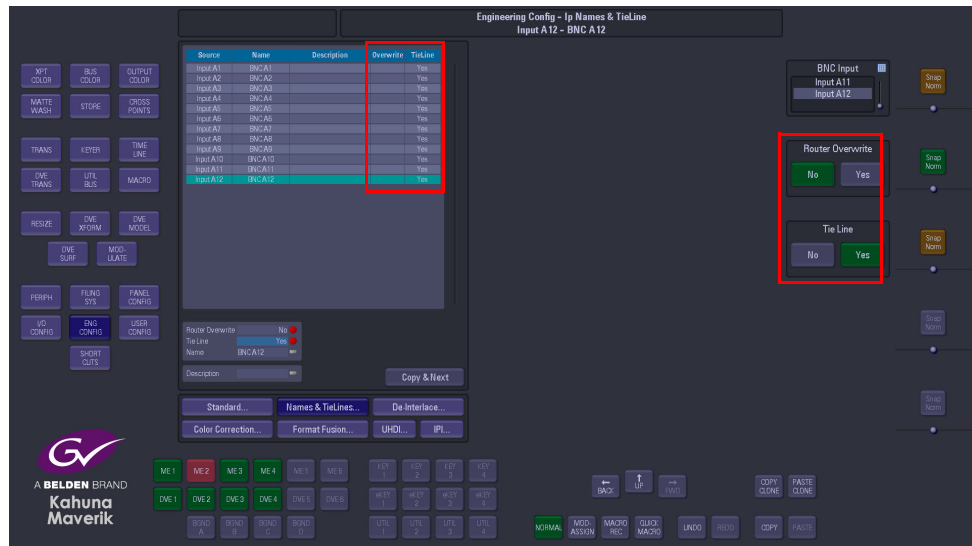 Engineering Config - Ip Names & TieLine
Input A12 - BNC A12
Source Name Description Overwrite TieLine
Input A1 BNC A1 Yes
Input A2 BNC A2 Yes
Input A3 BNC A3 Yes
Input A4 BNC A4 Yes
Input A5 BNC A5 Yes
Input A6 BNC A6 Yes
Input A7 BNC A7 Yes
Input A8 BNC A8 Yes
Input A9 BNC A9 Yes
Input A10 BNC A10 Yes
Input A11 BNC A11 Yes
Input A12 BNC A12 Yes
XPT COLOR
BUS COLOR
OUTPUT COLOR
MATTE WASH
STORE
CROSS POINTS
TRANS
KEYER
TIME LINE
DVE TRANS
UTIL BUS
MACRO
RESIZE
DVE XFORM
DVE MODEL
DVE SURF
MOD-ULATE
PERIPH
FILING SYS
PANEL CONFIG
I/O CONFIG
ENG CONFIG
USER CONFIG
SHORT CUTS
Router Overwrite No
Tie Line Yes
Name BNC A12
Description
Copy & Next
Standard... Names & TieLines... De-Interlace...
Color Correction... Format Fusion... UHDI... IPI...
BNC Input
Input A11
Input A12
Router Overwrite
No Yes
Tie Line
No Yes
Snap Norm
Snap Norm
Snap Norm
Snap Norm
Snap Norm
GV
A BELDEN BRAND
Kahuna
Maverik
ME 1 ME 2 ME 3 ME 4 ME 5 ME 6
DVE 1 DVE 2 DVE 3 DVE 4 DVE 5 DVE 6
BGND A BGND B BGND C BGND D
KEY 1 KEY 2 KEY 3 KEY 4
eKEY 1 eKEY 2 eKEY 3 eKEY 4
UTIL 1 UTIL 2 UTIL 3 UTIL 4
BACK UP FWD
COPY CLONE PASTE CLONE
NORMAL MOD-ASSIGN MACRO REC QUICK MACRO UNDO REDO COPY PASTE